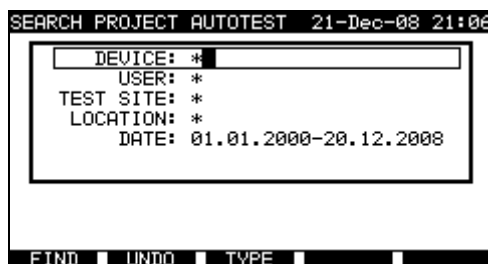 SEARCH PROJECT AUTOTEST 21-Dec-08 21:06
DEVICE: *
USER: *
TEST SITE: *
LOCATION: *
DATE: 01.01.2000-20.12.2008
FIND UNDO TYPE